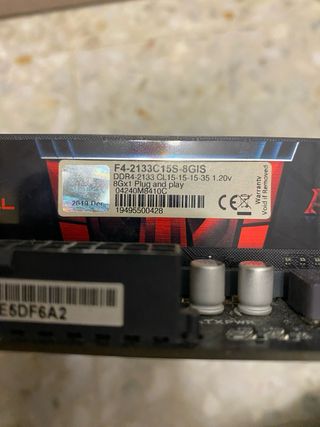 F4-2133C15S-8GIS
DDR4-2133 CL15-15-15-35 1.20v
8Gx1 Plug and play
04240M8410C
2019 Dec
19495500428
Warranty
Void If Removed
E5DF6A2